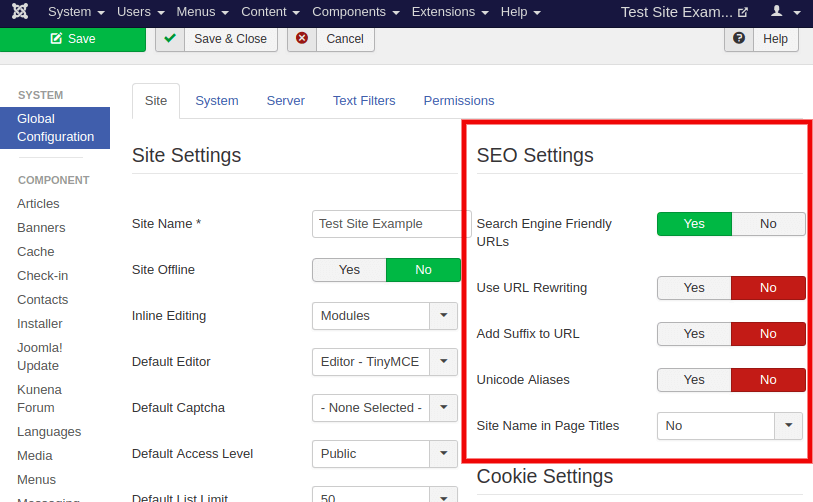 System Users Menus Content Components Extensions Help Test Site Exam...
Save Save & Close Cancel Help
SYSTEM
Global
Configuration
COMPONENT
Articles
Banners
Cache
Check-in
Contacts
Installer
Joomla!
Update
Kunena
Forum
Languages
Media
Menus
Messaging
Site System Server Text Filters Permissions
Site Settings
Site Name * Test Site Example
Site Offline Yes No
Inline Editing Modules
Default Editor Editor - TinyMCE
Default Captcha - None Selected -
Default Access Level Public
Default List Limit 50
SEO Settings
Search Engine Friendly
URLs
Yes No
Use URL Rewriting Yes No
Add Suffix to URL Yes No
Unicode Aliases Yes No
Site Name in Page Titles No
Cookie Settings